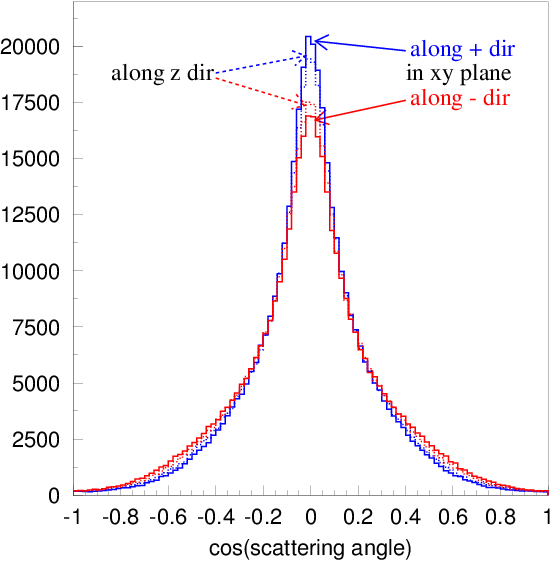 20000
17500
15000
12500
10000
7500
5000
2500
0
along + dir
along z dir
in xy plane
along - dir
-1 -0.8 -0.6 -0.4 -0.2 0 0.2 0.4 0.6 0.8 1
cos(scattering angle)